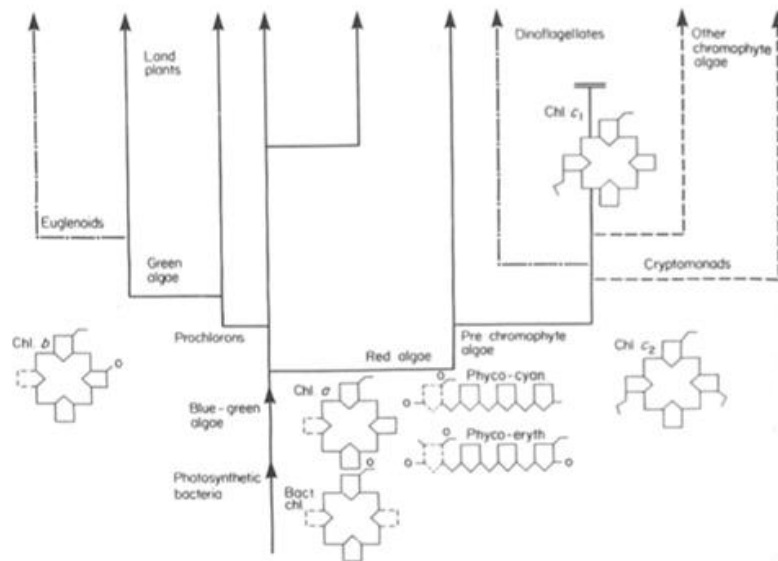 Dinoflagellates
Other
chromophyte
algae
Land
plants
Chl c₁
Euglenoids
Green
algae
Cryptomonads
Prochlorons
Pre chromophyte
algae
Red algae
Chl. b
O
Chl c₂
Blue-green
algae
Chl. a
O
Phyco-cyan
O
O
O
Phyco-eryth
O
O
Photosynthetic
bacteria
Bact.
chl.
O